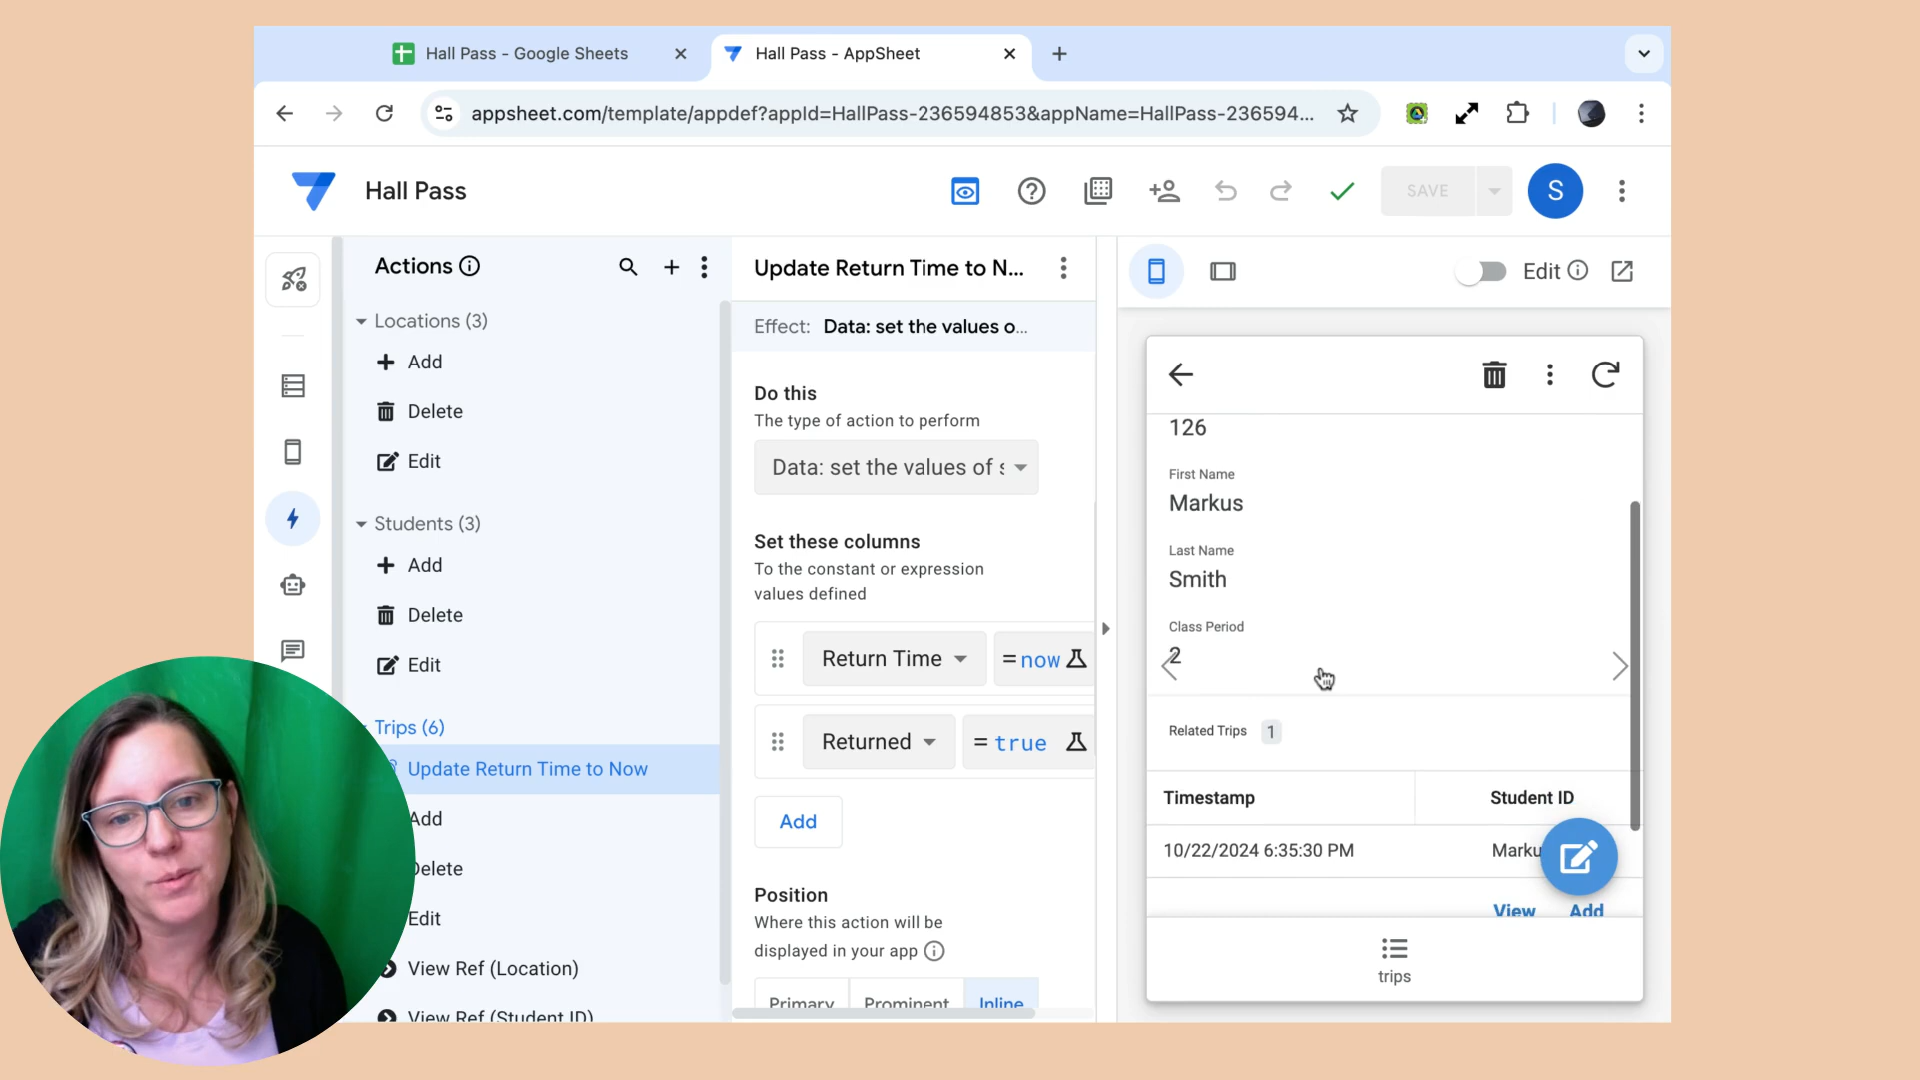 Hall Pass - Google Sheets
Hall Pass - AppSheet
appsheet.com/template/appdef?appId=HallPass-236594853&appName=HallPass-236594...
Hall Pass
SAVE
S
Actions
Locations (3)
Add
Delete
Edit
Students (3)
Add
Delete
Edit
Trips (6)
Update Return Time to Now
Add
Delete
Edit
View Ref (Location)
View Ref (Student ID)
Update Return Time to N...
Effect: Data: set the values o...
Do this
The type of action to perform
Data: set the values of s
Set these columns
To the constant or expression
values defined
Return Time = now
Returned = true
Add
Position
Where this action will be
displayed in your app
Primary Prominent Inline
Edit
126
First Name
Markus
Last Name
Smith
Class Period
2
Related Trips 1
Timestamp Student ID
10/22/2024 6:35:30 PM Marku
View Add
trips